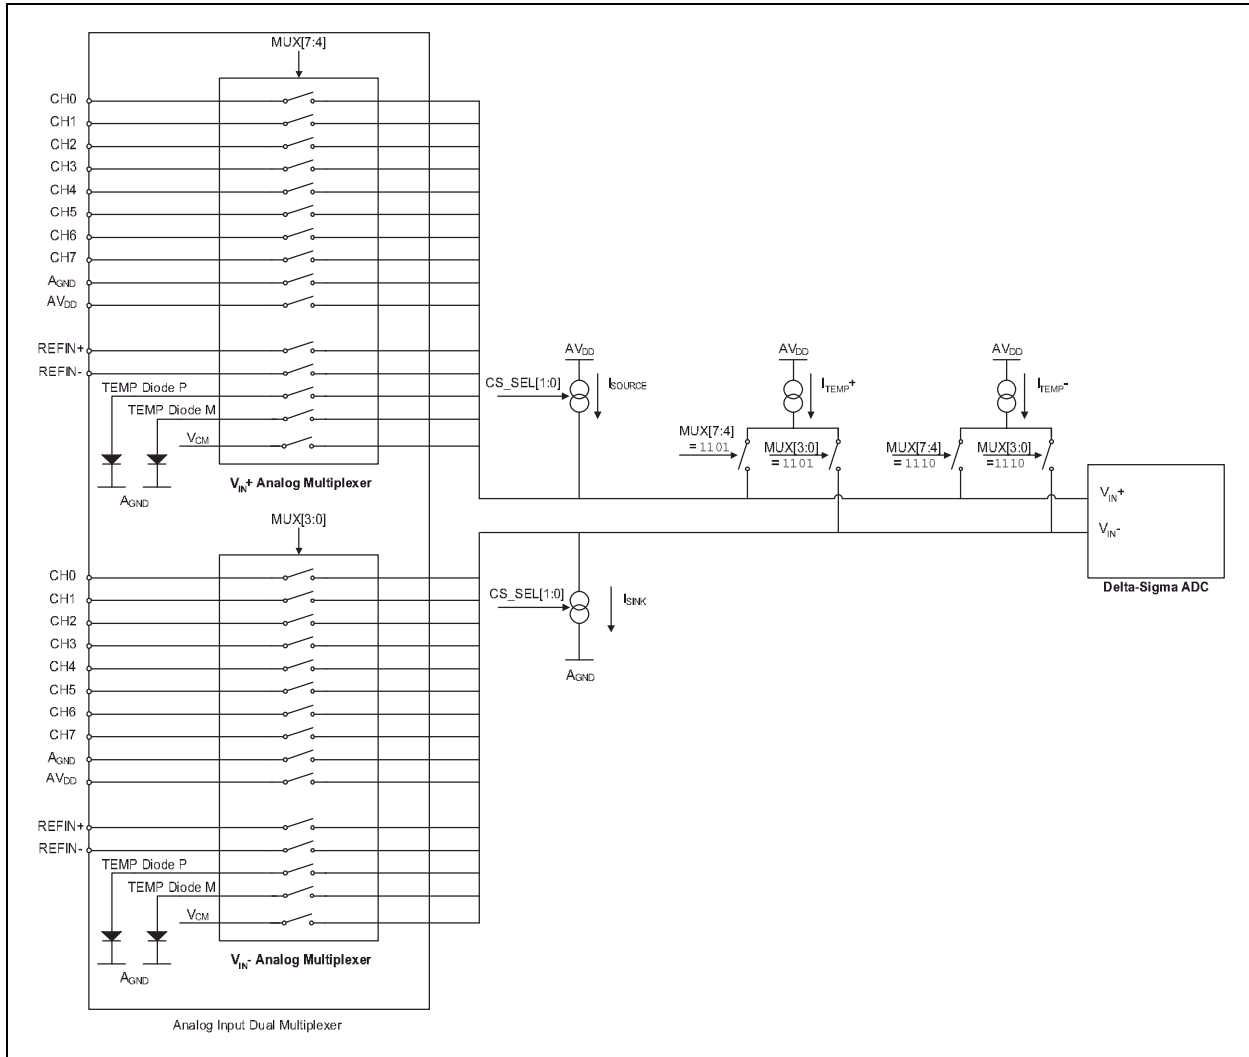 MUX[7:4]
CH0
CH1
CH2
CH3
CH4
CH5
CH6
CH7
AGND
AVDD
REFIN+
REFIN-
TEMP Diode P
TEMP Diode M
VCM
AGND
VIN+ Analog Multiplexer
AVDD
CS_SEL[1:0]
ISOURCE
AVDD
ITEMP+
MUX[7:4]
= 1101
MUX[3:0]
= 1101
AVDD
ITEMP-
MUX[7:4]
= 1110
MUX[3:0]
=1110
VIN+
VIN-
Delta-Sigma ADC
MUX[3:0]
CH0
CH1
CH2
CH3
CH4
CH5
CH6
CH7
AGND
AVDD
REFIN+
REFIN-
TEMP Diode P
TEMP Diode M
VCM
AGND
VIN- Analog Multiplexer
CS_SEL[1:0]
ISINK
AGND
Analog Input Dual Multiplexer